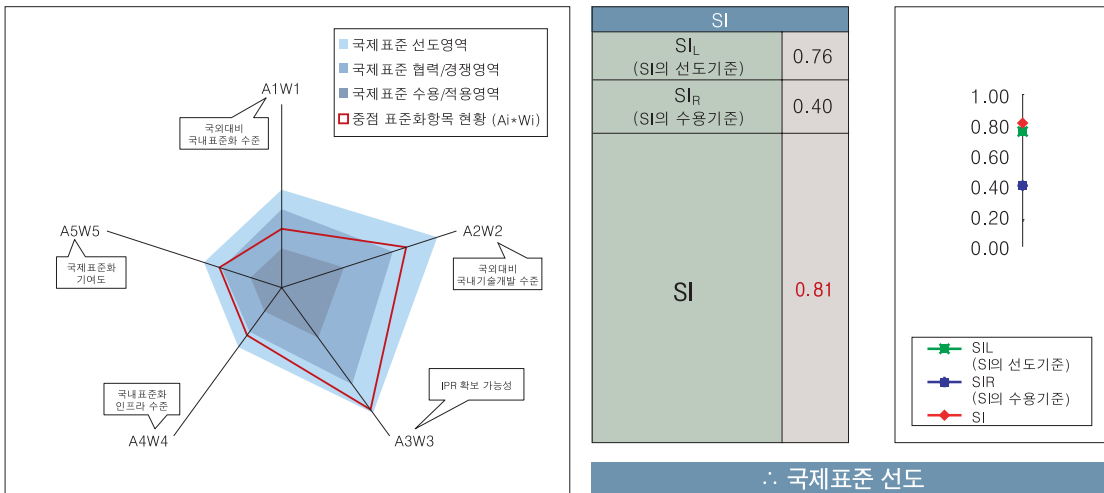 국제표준 선도영역
국제표준 협력/경쟁영역
국제표준 수용/적용영역
중점 표준화항목 현황 (Ai*Wi)
A1W1
국외대비
국내표준화 수준
A2W2
국외대비
국내기술개발 수준
A3W3
IPR 확보 가능성
A4W4
국내표준화
인프라 수준
A5W5
국제표준화
기여도
SI
SIL
(SI의 선도기준)
0.76
SIR
(SI의 수용기준)
0.40
SI
0.81
1.00
0.80
0.60
0.40
0.20
0.00
SIL
(SI의 선도기준)
SIR
(SI의 수용기준)
SI
∴ 국제표준 선도